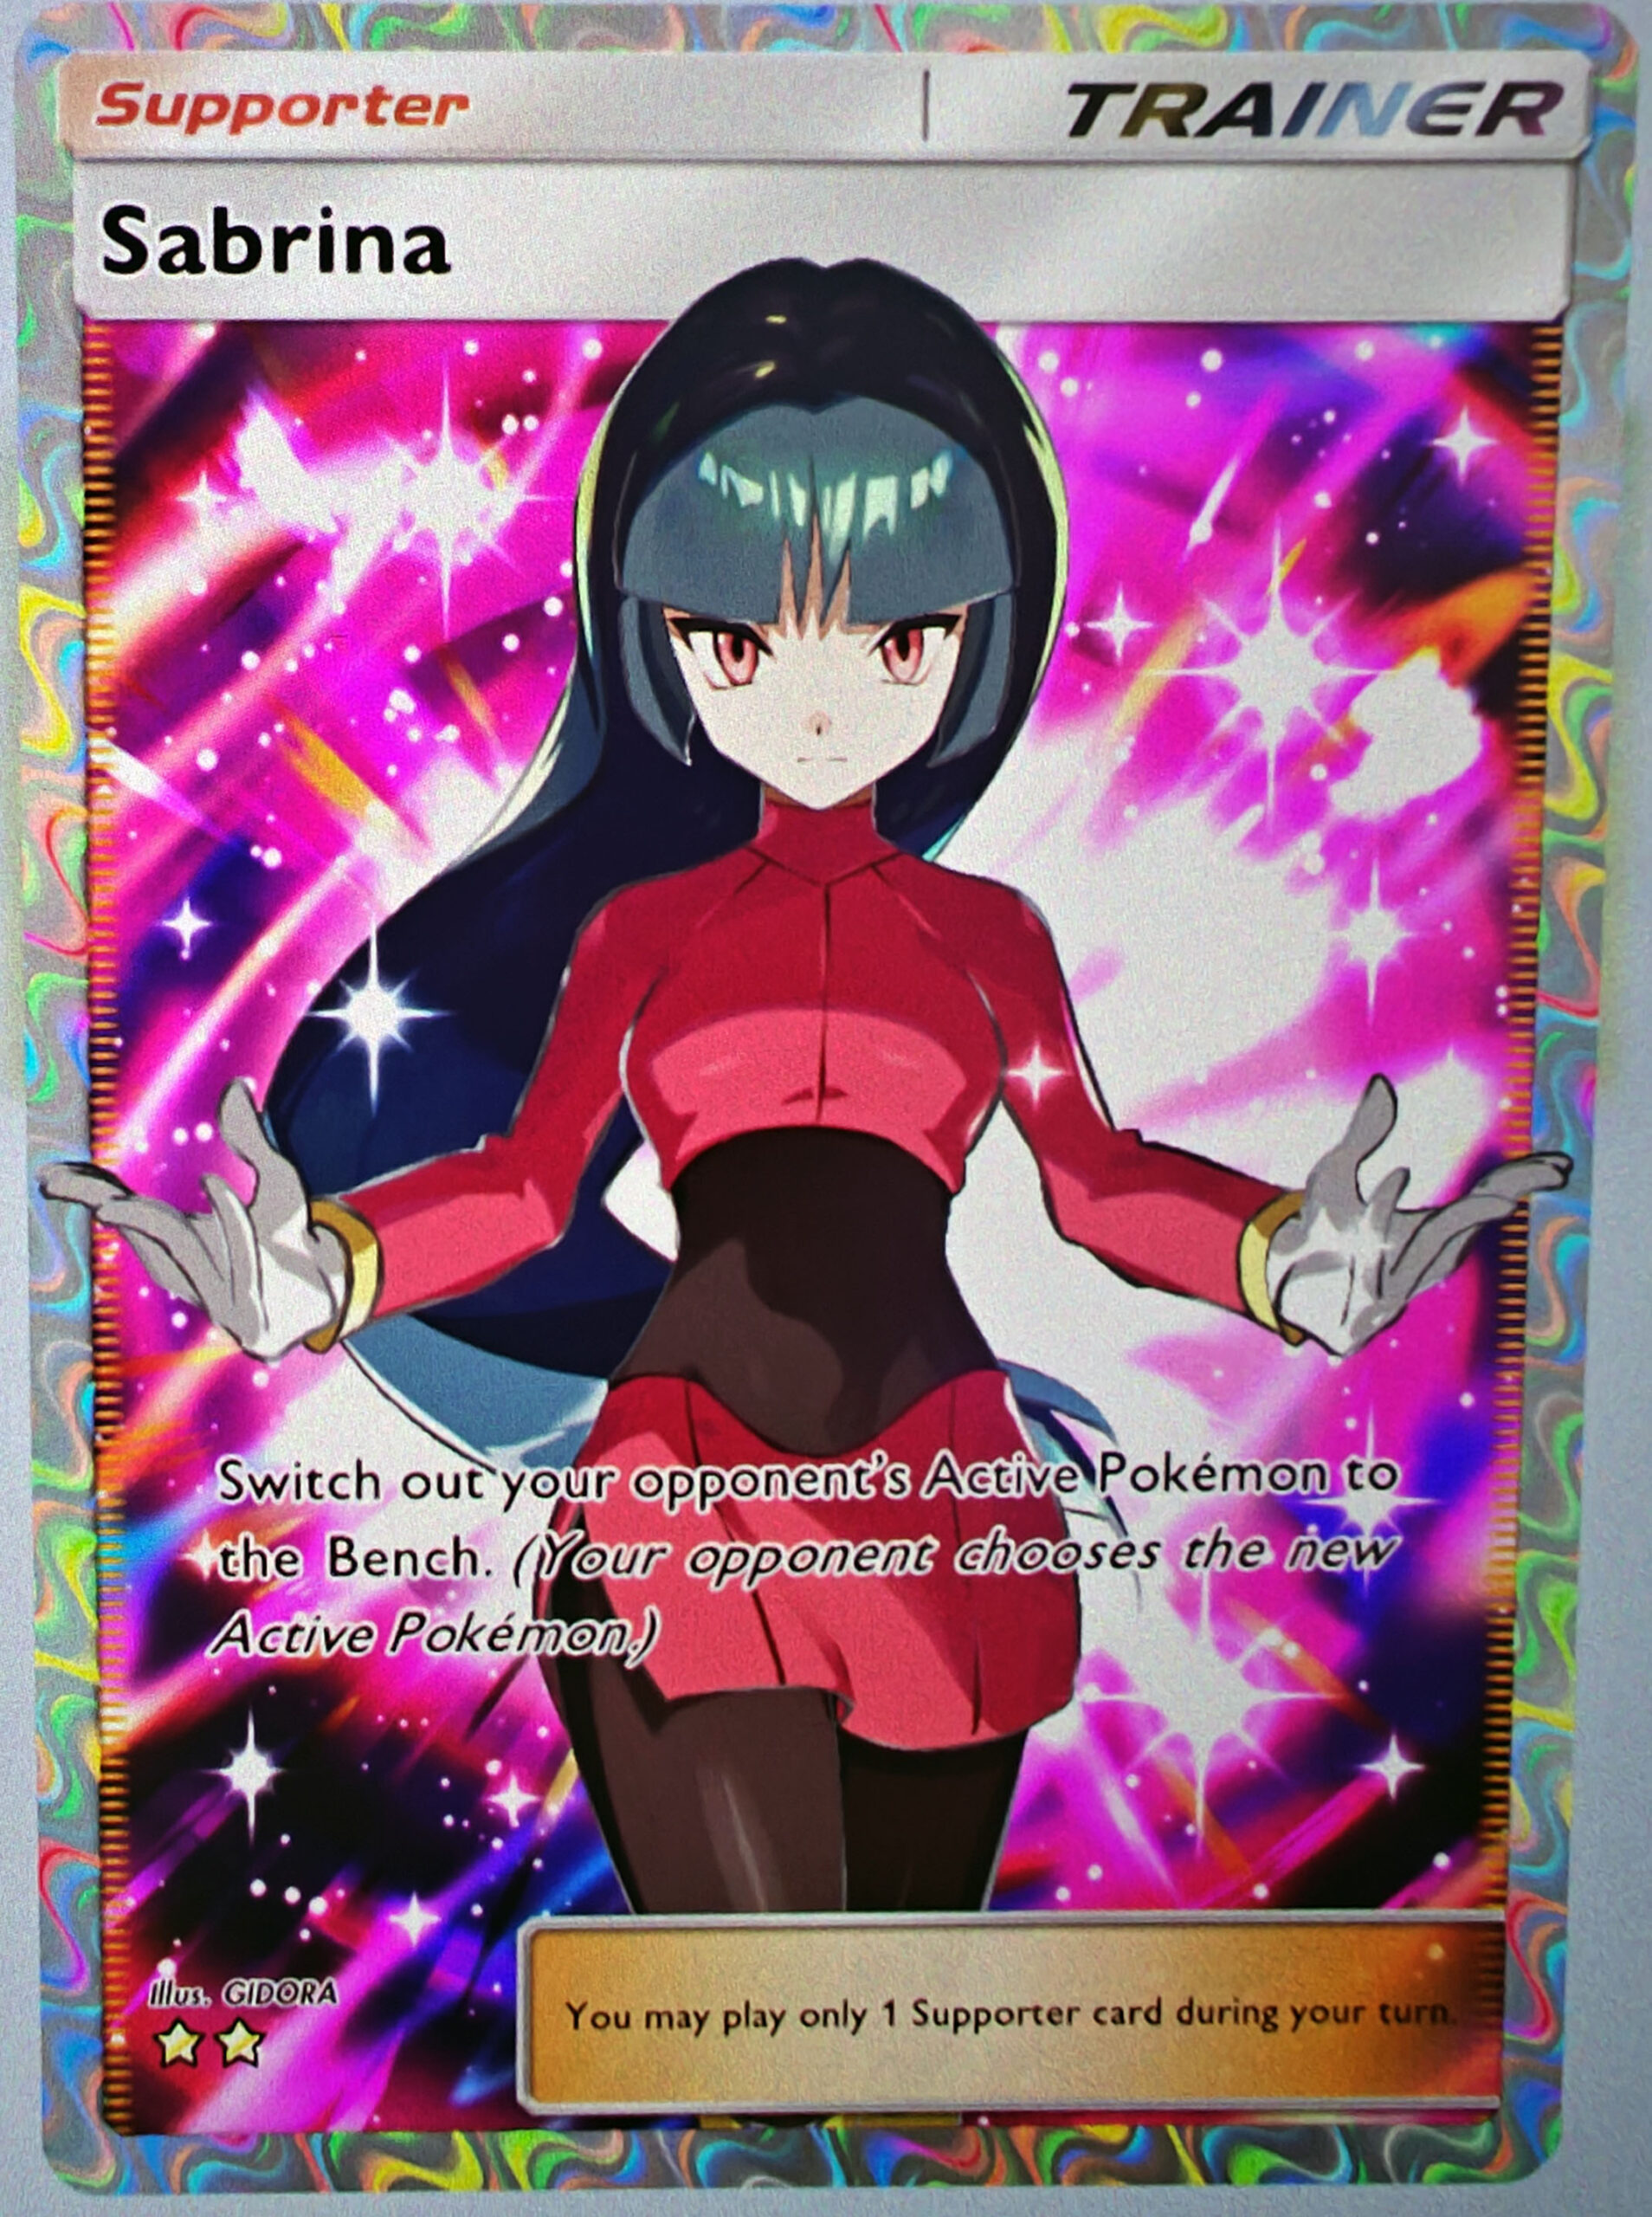 Supporter | TRAINER
Sabrina
Switch out your opponent's Active Pokémon to
the Bench. (Your opponent chooses the new
Active Pokémon.)
Illus. GIDORA
You may play only 1 Supporter card during your turn.